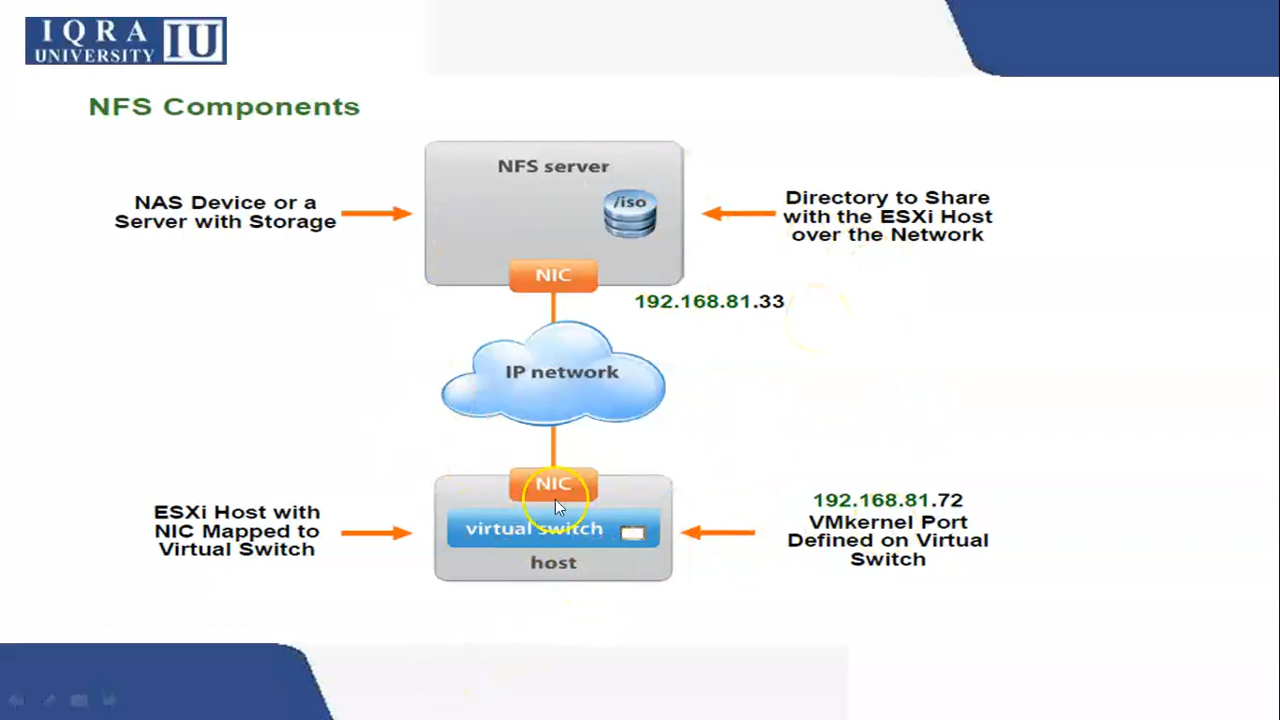 IQRA
UNIVERSITY IU
NFS Components
NFS server
/iso
NIC
NAS Device or a
Server with Storage
Directory to Share
with the ESXi Host
over the Network
192.168.81.33
IP network
NIC
virtual switch
host
ESXi Host with
NIC Mapped to
Virtual Switch
192.168.81.72
VMkernel Port
Defined on Virtual
Switch